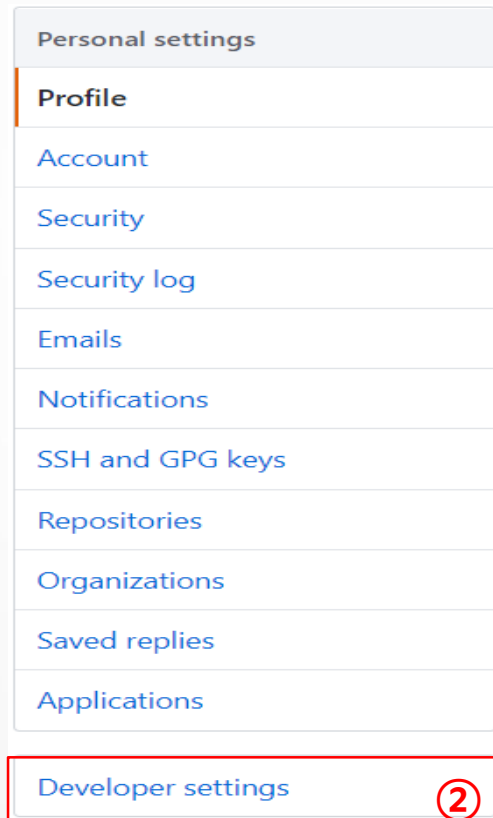 Personal settings
Profile
Account
Security
Security log
Emails
Notifications
SSH and GPG keys
Repositories
Organizations
Saved replies
Applications
Developer settings ②